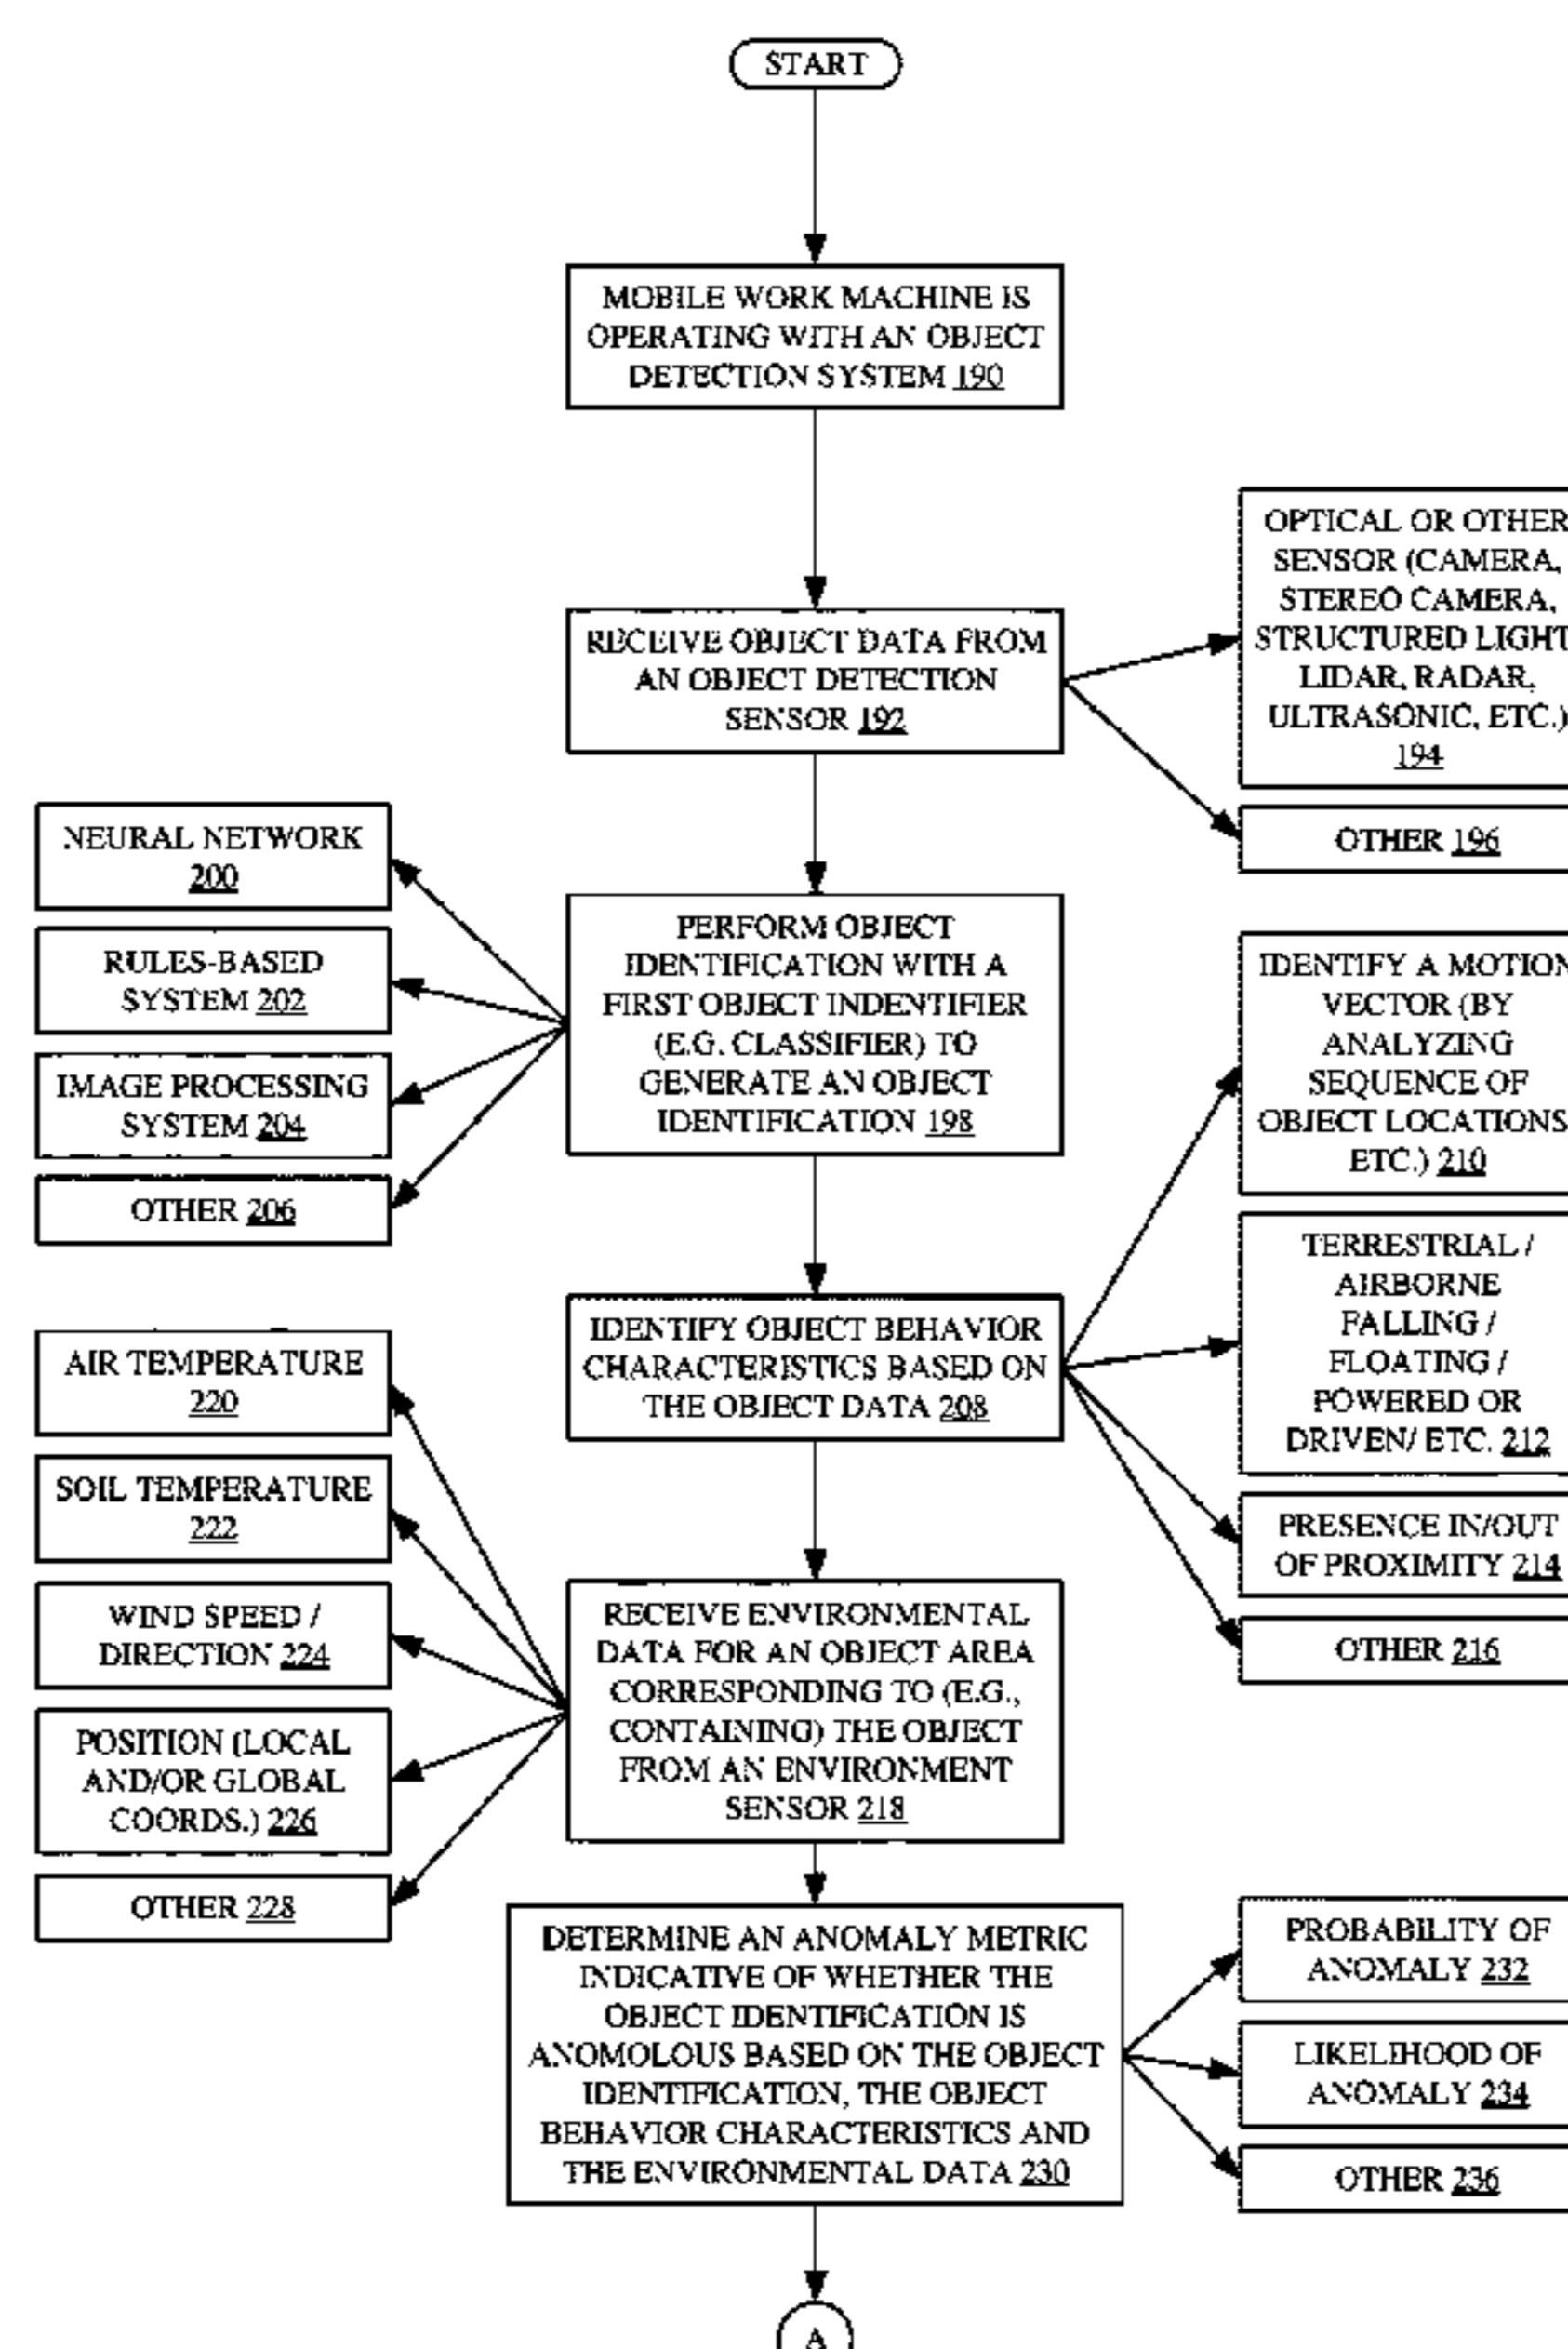 START
MOBILE WORK MACHINE IS
OPERATING WITH AN OBJECT
DETECTION SYSTEM 190
RECEIVE OBJECT DATA FROM
AN OBJECT DETECTION
SENSOR 192
OPTICAL OR OTHER
SENSOR (CAMERA,
STEREO CAMERA,
STRUCTURED LIGHT
LIDAR, RADAR,
ULTRASONIC, ETC.)
194
OTHER 196
NEURAL NETWORK
200
RULES-BASED
SYSTEM 202
IMAGE PROCESSING
SYSTEM 204
OTHER 206
PERFORM OBJECT
IDENTIFICATION WITH A
FIRST OBJECT INDENTIFIER
(E.G. CLASSIFIER) TO
GENERATE AN OBJECT
IDENTIFICATION 198
IDENTIFY A MOTION
VECTOR (BY
ANALYZING
SEQUENCE OF
OBJECT LOCATIONS
ETC.) 210
TERRESTRIAL /
AIRBORNE
FALLING /
FLOATING /
POWERED OR
DRIVEN/ ETC. 212
PRESENCE IN/OUT
OF PROXIMITY 214
OTHER 216
IDENTIFY OBJECT BEHAVIOR
CHARACTERISTICS BASED ON
THE OBJECT DATA 208
AIR TEMPERATURE
220
SOIL TEMPERATURE
222
WIND SPEED /
DIRECTION 224
POSITION (LOCAL
AND/OR GLOBAL
COORDS.) 226
OTHER 228
RECEIVE ENVIRONMENTAL
DATA FOR AN OBJECT AREA
CORRESPONDING TO (E.G.,
CONTAINING) THE OBJECT
FROM AN ENVIRONMENT
SENSOR 218
DETERMINE AN ANOMALY METRIC
INDICATIVE OF WHETHER THE
OBJECT IDENTIFICATION IS
ANOMOLOUS BASED ON THE OBJECT
IDENTIFICATION, THE OBJECT
BEHAVIOR CHARACTERISTICS AND
THE ENVIRONMENTAL DATA 230
PROBABILITY OF
ANOMALY 232
LIKELIHOOD OF
ANOMALY 234
OTHER 236
A